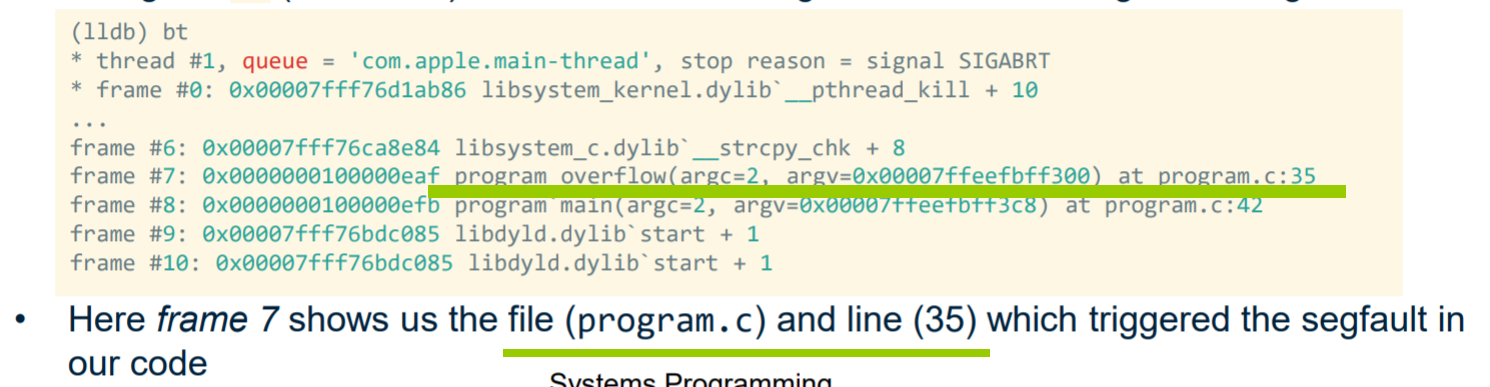 (lldb) bt
* thread #1, queue = 'com.apple.main-thread', stop reason = signal SIGABRT
* frame #0: 0x00007fff76d1ab86 libsystem_kernel.dylib`__pthread_kill + 10
...
frame #6: 0x00007fff76ca8e84 libsystem_c.dylib`__strcpy_chk + 8
frame #7: 0x0000000100000eaf program overflow(argc=2, argv=0x00007ffeefbff300) at program.c:35
frame #8: 0x0000000100000efb program`main(argc=2, argv=0x00007ffeefbff3c8) at program.c:42
frame #9: 0x00007fff76bdc085 libdyld.dylib`start + 1
frame #10: 0x00007fff76bdc085 libdyld.dylib`start + 1
• Here frame 7 shows us the file (program.c) and line (35) which triggered the segfault in
our code
Systems Programming